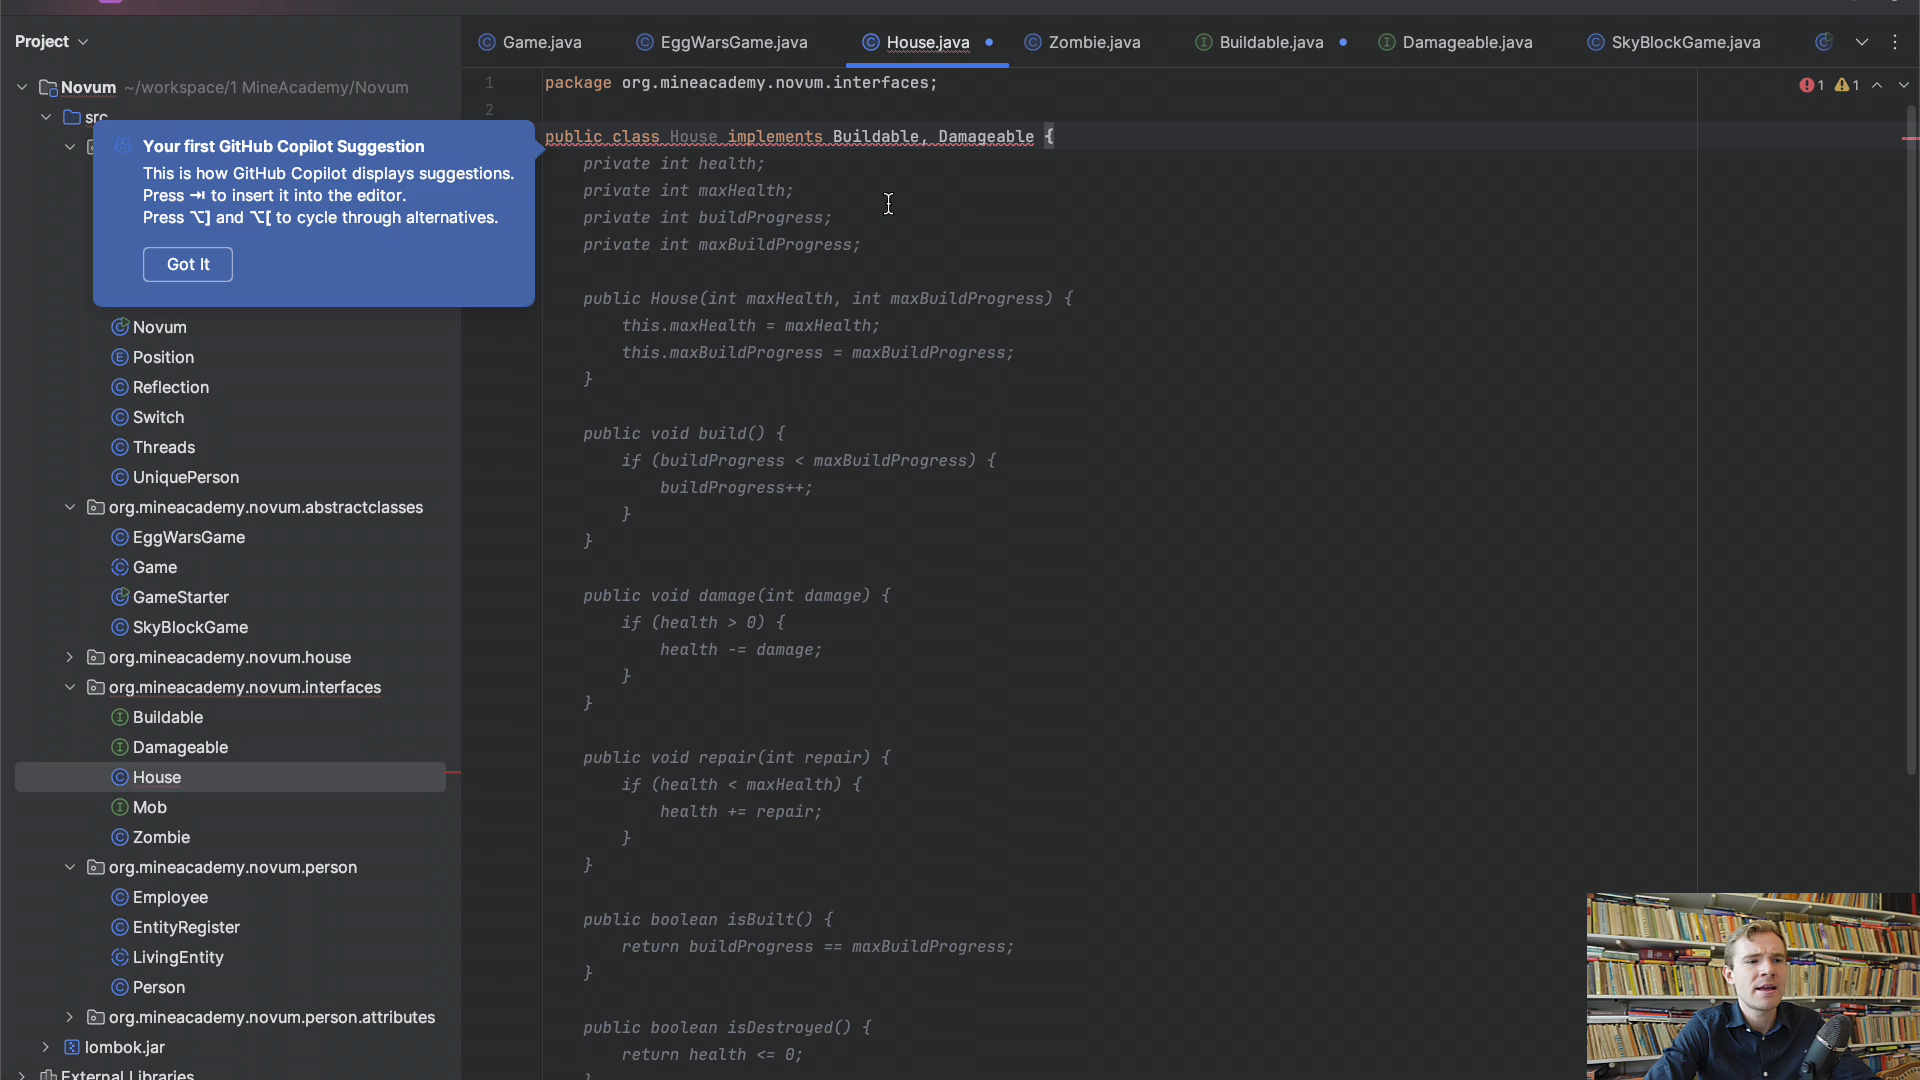 Project
Game.java
EggWarsGame.java
House.java
Zombie.java
Buildable.java
Damageable.java
SkyBlockGame.java
Novum ~/workspace/1 MineAcademy/Novum
src
Your first GitHub Copilot Suggestion
This is how GitHub Copilot displays suggestions.
Press ⇥ to insert it into the editor.
Press ⌥] and ⌥[ to cycle through alternatives.
Got It
Novum
Position
Reflection
Switch
Threads
UniquePerson
org.mineacademy.novum.abstractclasses
EggWarsGame
Game
GameStarter
SkyBlockGame
org.mineacademy.novum.house
org.mineacademy.novum.interfaces
Buildable
Damageable
House
Mob
Zombie
org.mineacademy.novum.person
Employee
EntityRegister
LivingEntity
Person
org.mineacademy.novum.person.attributes
lombok.jar
External Libraries
1 package org.mineacademy.novum.interfaces;
2
1 1
public class House implements Buildable, Damageable {
private int health;
private int maxHealth;
private int buildProgress;
private int maxBuildProgress;
public House(int maxHealth, int maxBuildProgress) {
this.maxHealth = maxHealth;
this.maxBuildProgress = maxBuildProgress;
}
public void build() {
if (buildProgress < maxBuildProgress) {
buildProgress++;
}
}
public void damage(int damage) {
if (health > 0) {
health -= damage;
}
}
public void repair(int repair) {
if (health < maxHealth) {
health += repair;
}
}
public boolean isBuilt() {
return buildProgress == maxBuildProgress;
}
public boolean isDestroyed() {
return health <= 0;